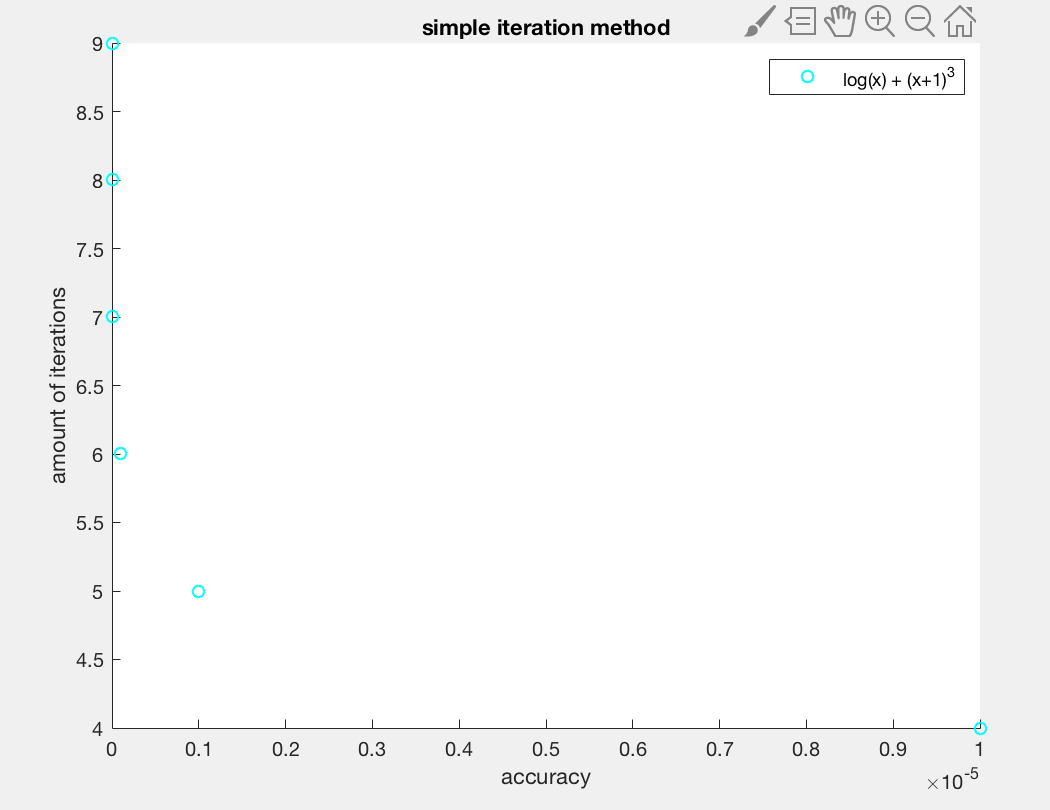 simple iteration method
log(x) + (x+1)^3
9
8.5
8
7.5
7
6.5
6
5.5
5
4.5
4
amount of iterations
0 0.1 0.2 0.3 0.4 0.5 0.6 0.7 0.8 0.9 1
accuracy
×10^-5